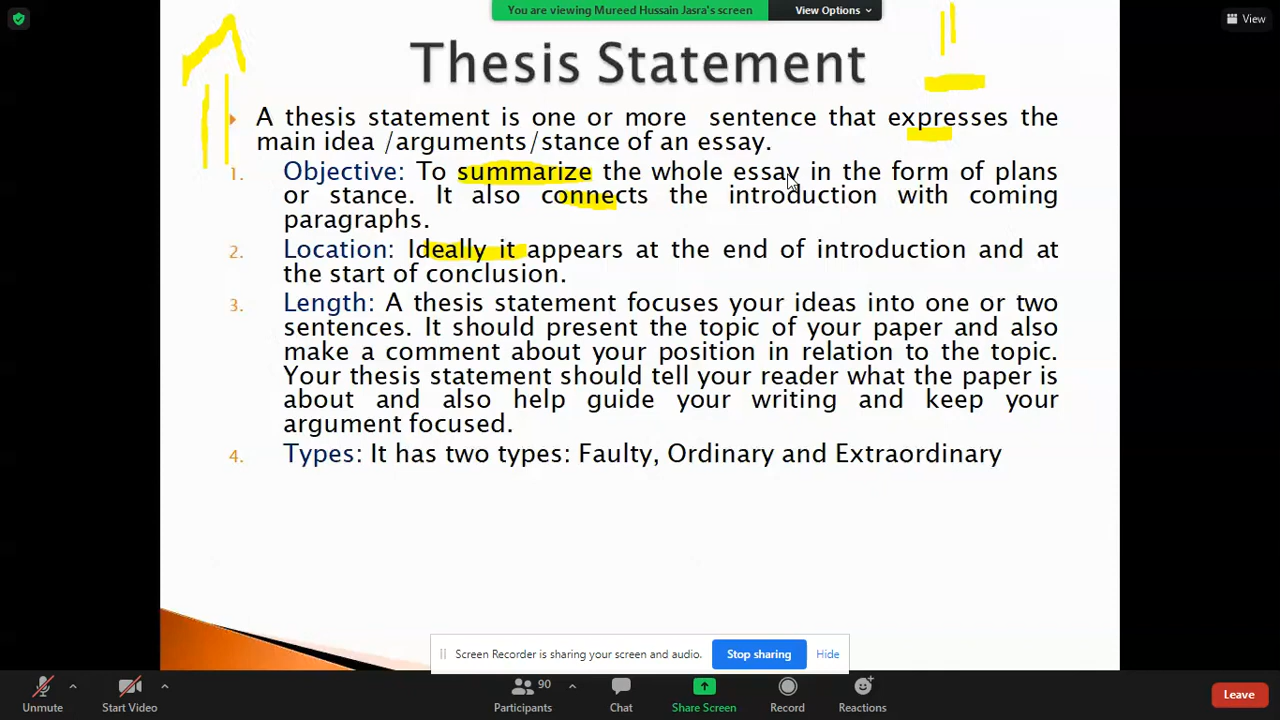 You are viewing Mureed Hussain Jasra's screen
View Options
View
Thesis Statement
A thesis statement is one or more sentence that expresses the
main idea /arguments/stance of an essay.
1. Objective: To summarize the whole essay in the form of plans
or stance. It also connects the introduction with coming
paragraphs.
2. Location: Ideally it appears at the end of introduction and at
the start of conclusion.
3. Length: A thesis statement focuses your ideas into one or two
sentences. It should present the topic of your paper and also
make a comment about your position in relation to the topic.
Your thesis statement should tell your reader what the paper is
about and also help guide your writing and keep your
argument focused.
4. Types: It has two types: Faulty, Ordinary and Extraordinary
Screen Recorder is sharing your screen and audio.
Stop sharing
Hide
Unmute
Start Video
90
Participants
Chat
Share Screen
Record
Reactions
Leave